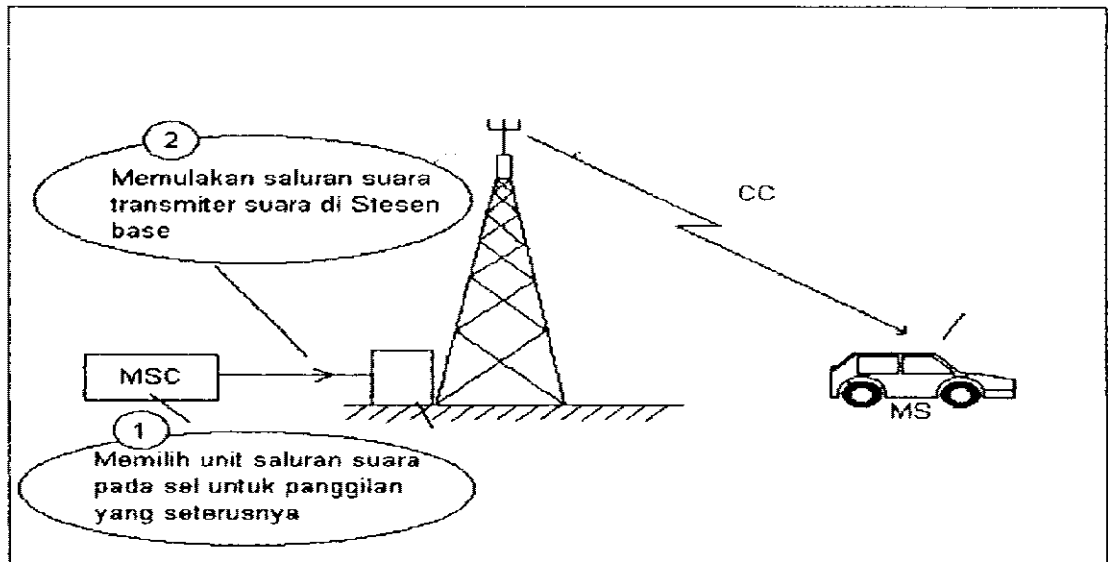 2
Memulakan saluran suara
transmiter suara di Stesen
base
CC
MSC
MS
1
Memilih unit saluran suara
pada sel untuk panggilan
yang seterusnya